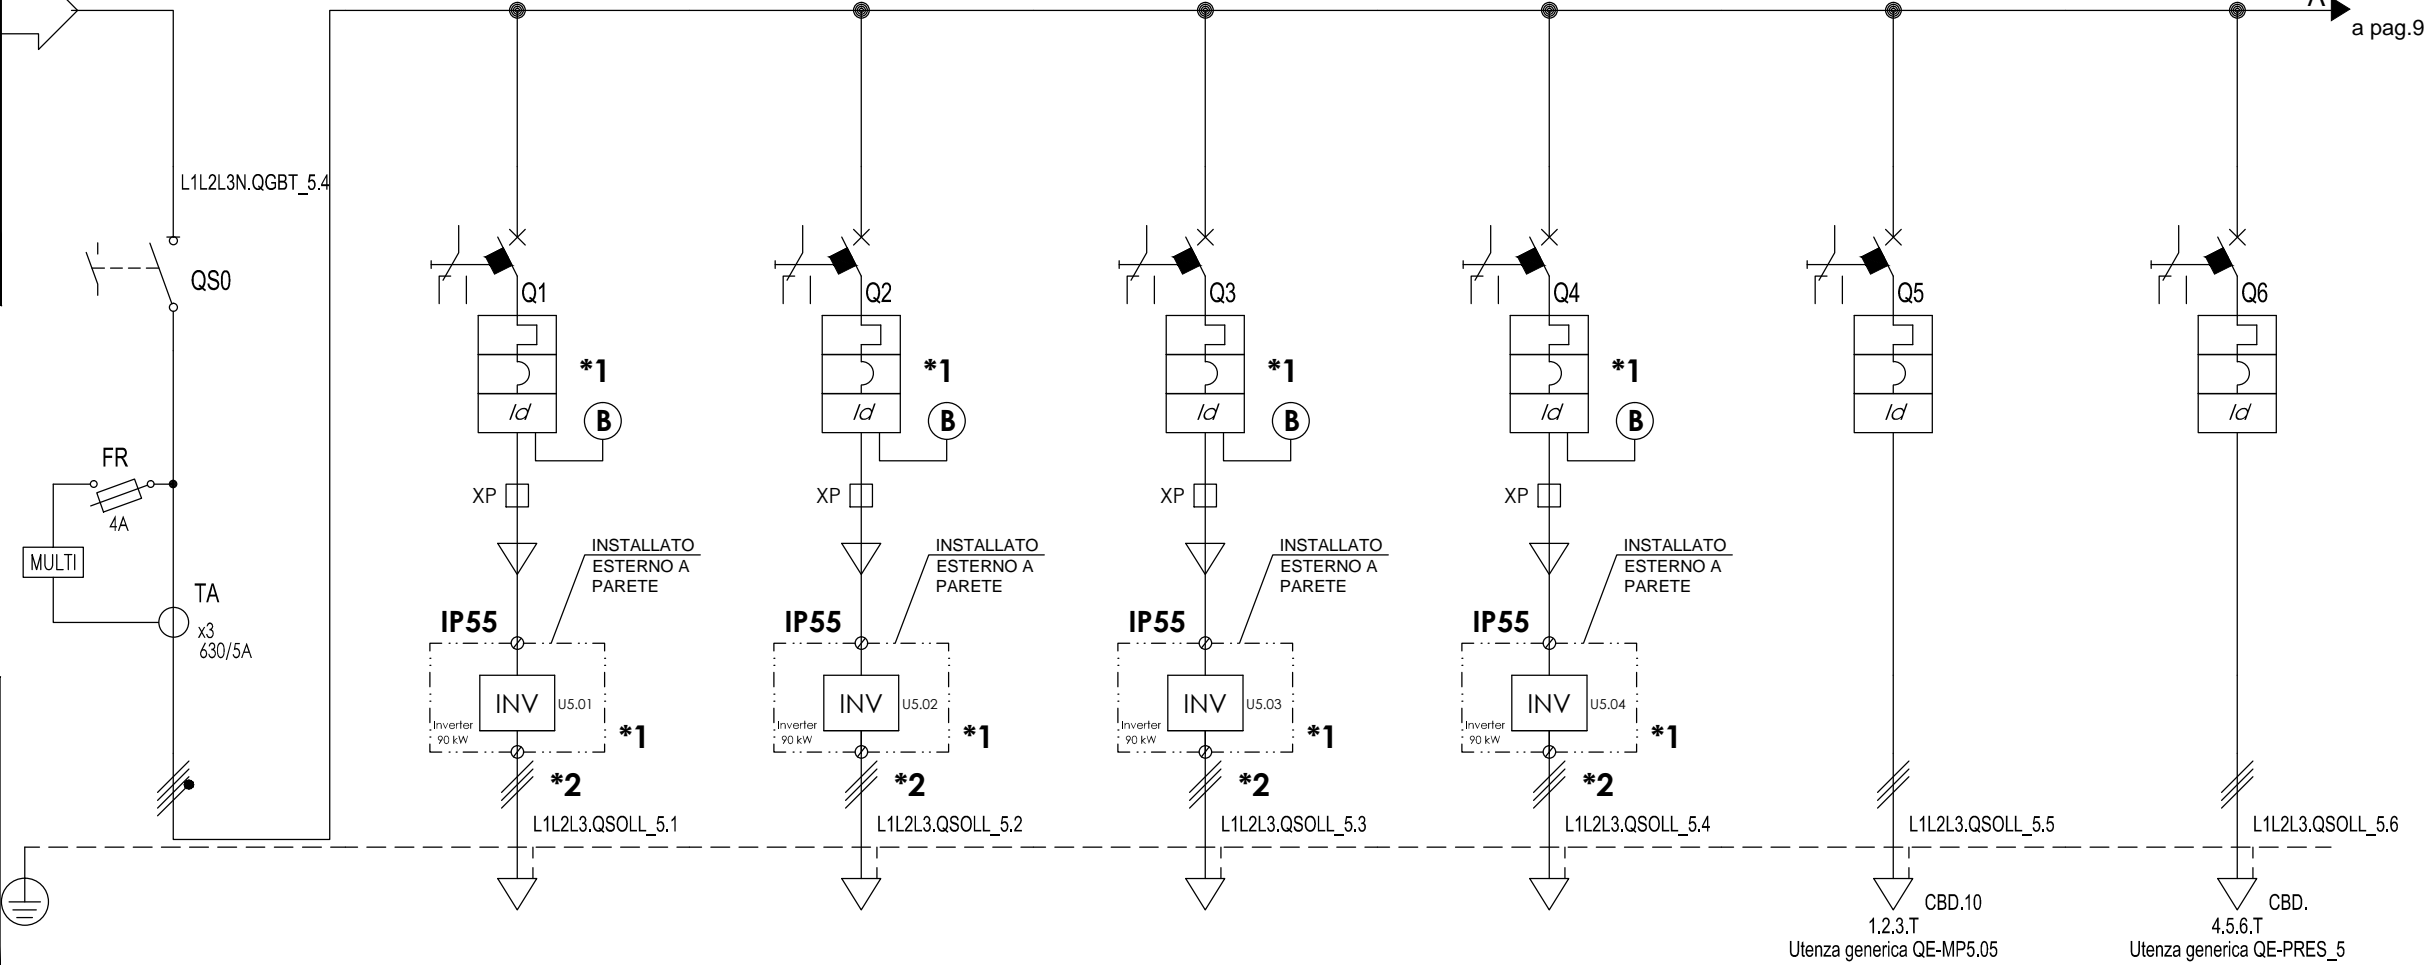 A
a pag.9
L1L2L3N.QGBT_5.4
QS0
Q1
Q2
Q3
Q4
Q5
Q6
*1
*1
*1
*1
Id
Id
Id
Id
Id
Id
B
B
B
B
FR
4A
MULTI
TA
x3
630/5A
XP
XP
XP
XP
INSTALLATO
ESTERNO A
PARETE
INSTALLATO
ESTERNO A
PARETE
INSTALLATO
ESTERNO A
PARETE
INSTALLATO
ESTERNO A
PARETE
IP55
IP55
IP55
IP55
INV
U5.01
Inverter
90 kW
*1
INV
U5.02
Inverter
90 kW
*1
INV
U5.03
Inverter
90 kW
*1
INV
U5.04
Inverter
90 kW
*1
*2
*2
*2
*2
L1L2L3.QSOLL_5.1
L1L2L3.QSOLL_5.2
L1L2L3.QSOLL_5.3
L1L2L3.QSOLL_5.4
L1L2L3.QSOLL_5.5
L1L2L3.QSOLL_5.6
CBD.10
1.2.3.T
Utenza generica QE-MP5.05
CBD.
4.5.6.T
Utenza generica QE-PRES_5